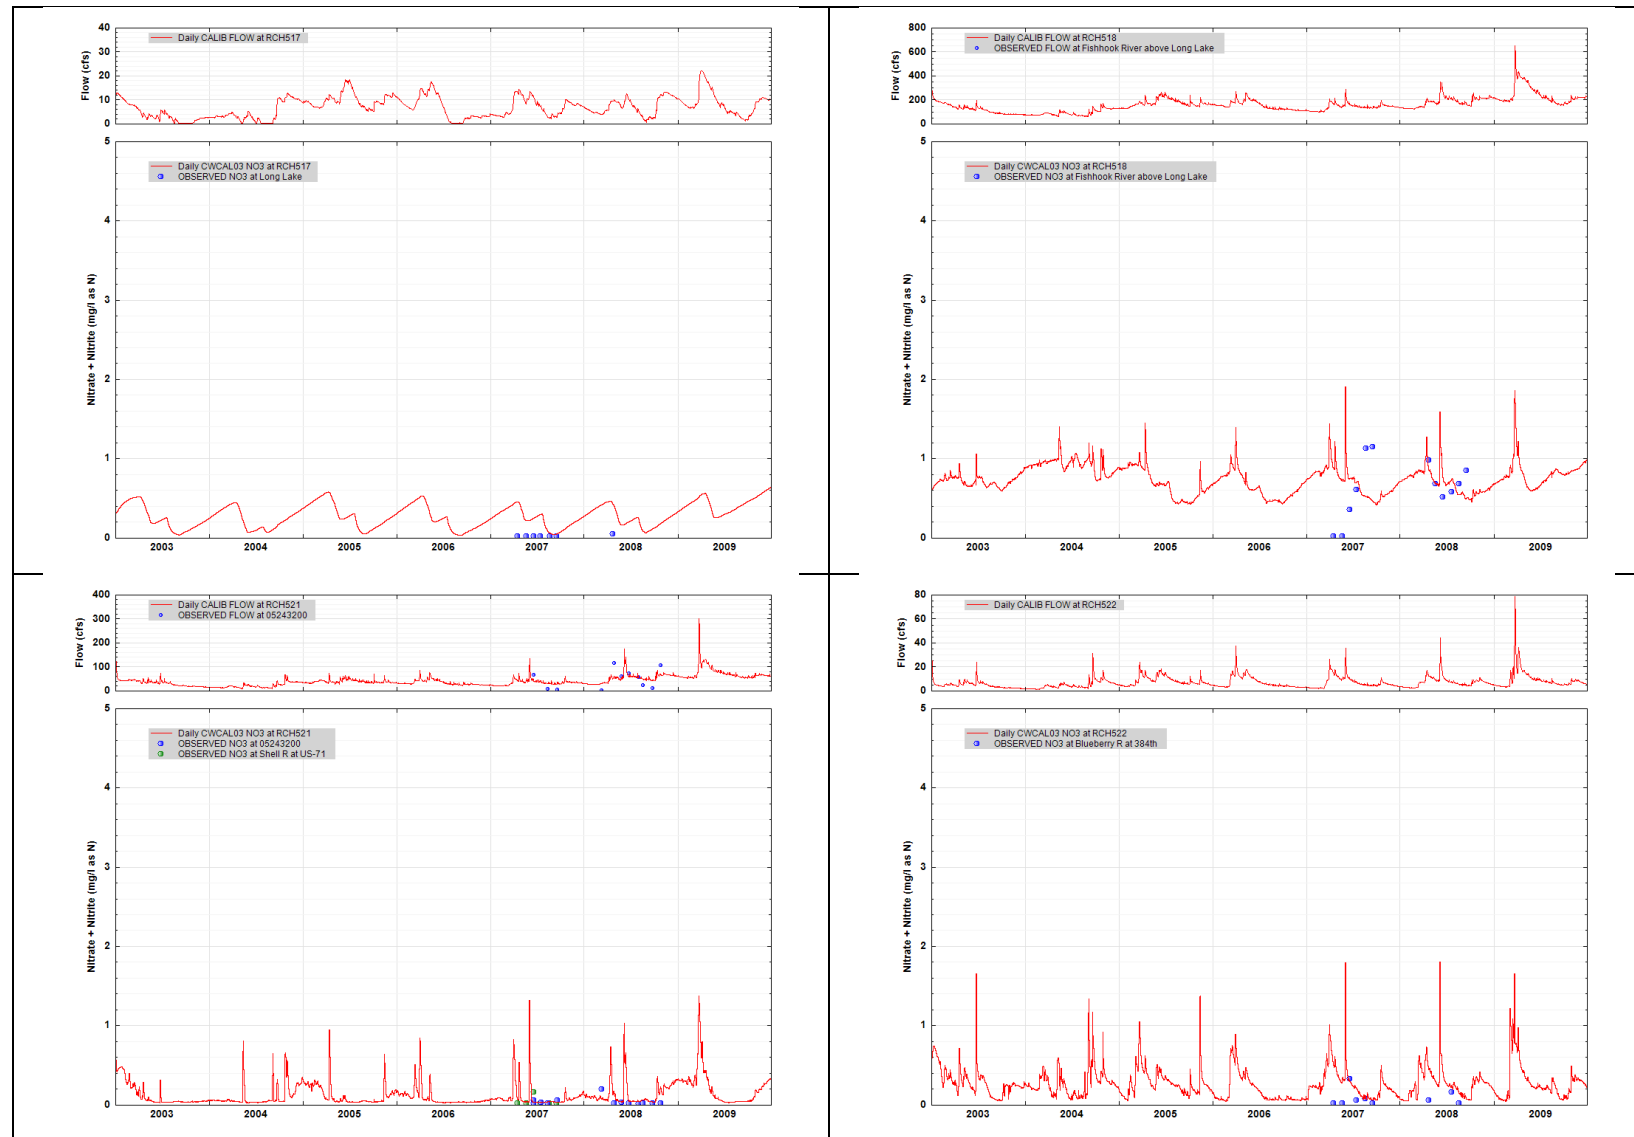 40
30
20
10
0
Flow (cfs)
Daily CALIB FLOW at RCH517
5
4
3
2
1
0
Nitrate + Nitrite (mg/l as N)
Daily CWCAL03 NO3 at RCH517
OBSERVED NO3 at Long Lake
2003 2004 2005 2006 2007 2008 2009
800
600
400
200
0
Flow (cfs)
Daily CALIB FLOW at RCH518
OBSERVED FLOW at Fishhook River above Long Lake
5
4
3
2
1
0
Nitrate + Nitrite (mg/l as N)
Daily CWCAL03 NO3 at RCH518
OBSERVED NO3 at Fishhook River above Long Lake
2003 2004 2005 2006 2007 2008 2009
400
300
200
100
0
Flow (cfs)
Daily CALIB FLOW at RCH521
OBSERVED FLOW at 05243200
5
4
3
2
1
0
Nitrate + Nitrite (mg/l as N)
Daily CWCAL03 NO3 at RCH521
OBSERVED NO3 at 05243200
OBSERVED NO3 at Shell R at US-71
2003 2004 2005 2006 2007 2008 2009
80
60
40
20
0
Flow (cfs)
Daily CALIB FLOW at RCH522
5
4
3
2
1
0
Nitrate + Nitrite (mg/l as N)
Daily CWCAL03 NO3 at RCH522
OBSERVED NO3 at Blueberry R at 384th
2003 2004 2005 2006 2007 2008 2009